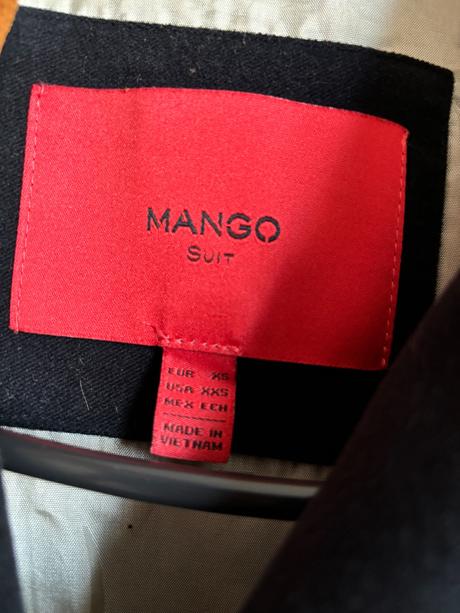 MANGO
SUIT
EUR XS
USA XXS
MEX ECH
MADE IN
VIETNAM